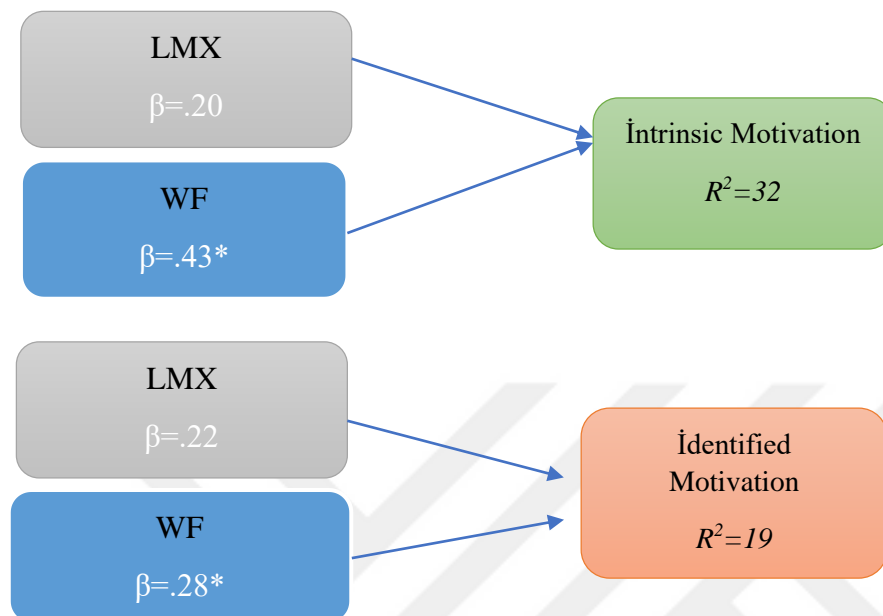 LMX
β=.20
WF
β=.43*
İntrinsic Motivation
R²=32
LMX
β=.22
WF
β=.28*
İdentified
Motivation
R²=19